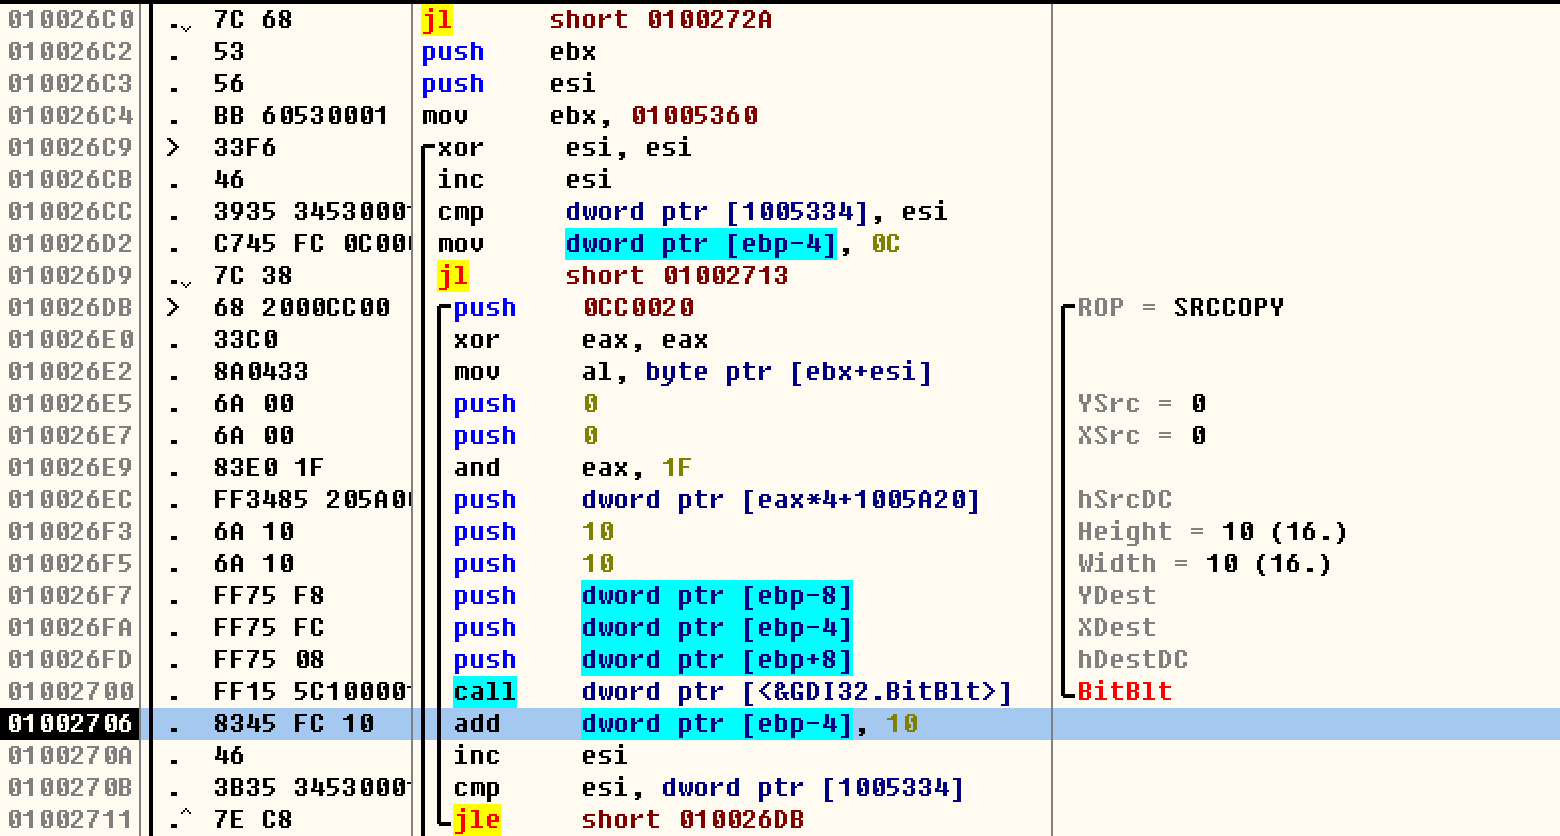 010026C0 .⌄ 7C 68 jl short 0100272A
010026C2 . 53 push ebx
010026C3 . 56 push esi
010026C4 . BB 60530001 mov ebx, 01005360
010026C9 > 33F6 xor esi, esi
010026CB . 46 inc esi
010026CC . 3935 3453000 cmp dword ptr [1005334], esi
010026D2 . C745 FC 0C00 mov dword ptr [ebp-4], 0C
010026D9 .⌄ 7C 38 jl short 01002713
010026DB > 68 2000CC00 push 0CC0020 ROP = SRCCOPY
010026E0 . 33C0 xor eax, eax
010026E2 . 8A0433 mov al, byte ptr [ebx+esi]
010026E5 . 6A 00 push 0 YSrc = 0
010026E7 . 6A 00 push 0 XSrc = 0
010026E9 . 83E0 1F and eax, 1F
010026EC . FF3485 205A0 push dword ptr [eax*4+1005A20] hSrcDC
010026F3 . 6A 10 push 10 Height = 10 (16.)
010026F5 . 6A 10 push 10 Width = 10 (16.)
010026F7 . FF75 F8 push dword ptr [ebp-8] YDest
010026FA . FF75 FC push dword ptr [ebp-4] XDest
010026FD . FF75 08 push dword ptr [ebp+8] hDestDC
01002700 . FF15 5C10000 call dword ptr [<&GDI32.BitBlt>] BitBlt
01002706 . 8345 FC 10 add dword ptr [ebp-4], 10
0100270A . 46 inc esi
0100270B . 3B35 3453000 cmp esi, dword ptr [1005334]
01002711 .^ 7E C8 jle short 010026DB